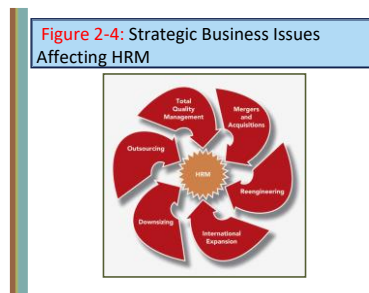 Figure 2-4: Strategic Business Issues
Affecting HRM
Total
Quality
Management
Mergers
and
Acquisitions
Outsourcing
HRM
Reengineering
Downsizing
International
Expansion